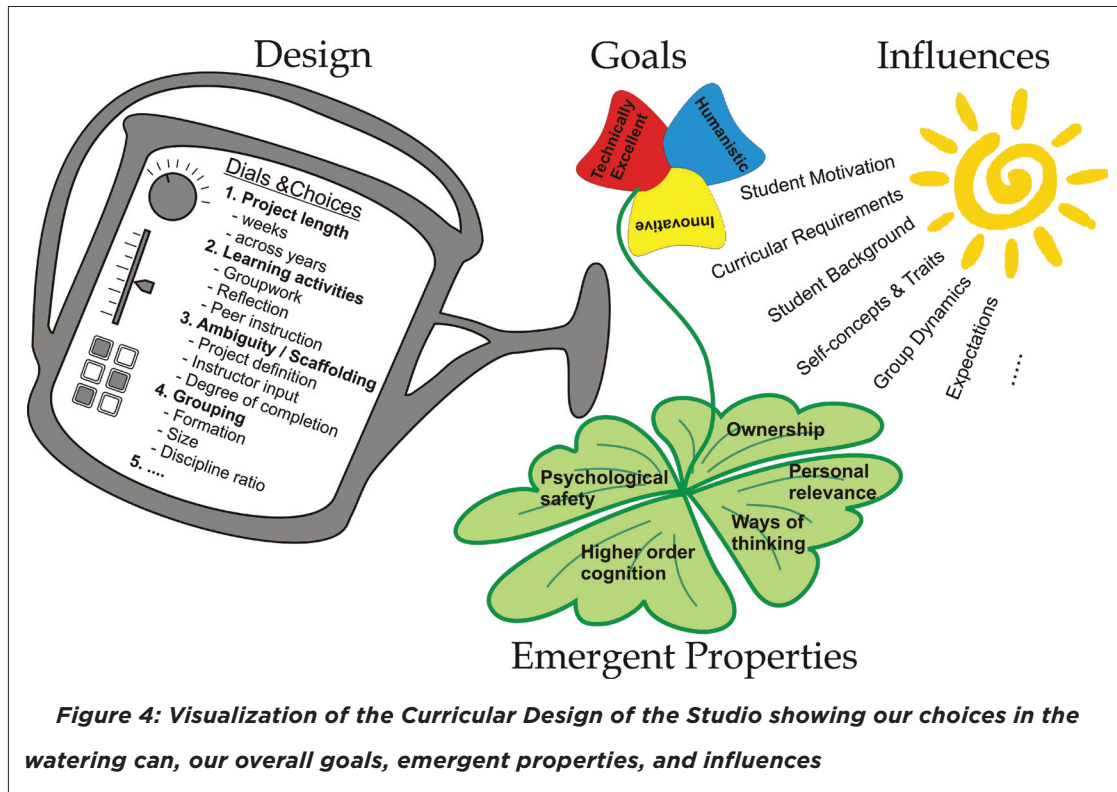 Design
Goals
Influences
Dials &Choices
1. Project length
- weeks
- across years
2. Learning activities
- Groupwork
- Reflection
- Peer instruction
3. Ambiguity / Scaffolding
- Project definition
- Instructor input
- Degree of completion
4. Grouping
- Formation
- Size
- Discipline ratio
5. ....
Technically
Excellent
Humanistic
Innovative
Student Motivation
Curricular Requirements
Student Background
Self-concepts & Traits
Group Dynamics
Expectations
.....
Ownership
Psychological
safety
Personal
relevance
Ways of
thinking
Higher order
cognition
Emergent Properties
Figure 4: Visualization of the Curricular Design of the Studio showing our choices in the
watering can, our overall goals, emergent properties, and influences